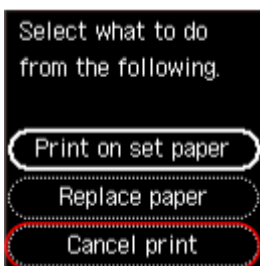 Select what to do
from the following.
Print on set paper
Replace paper
Cancel print